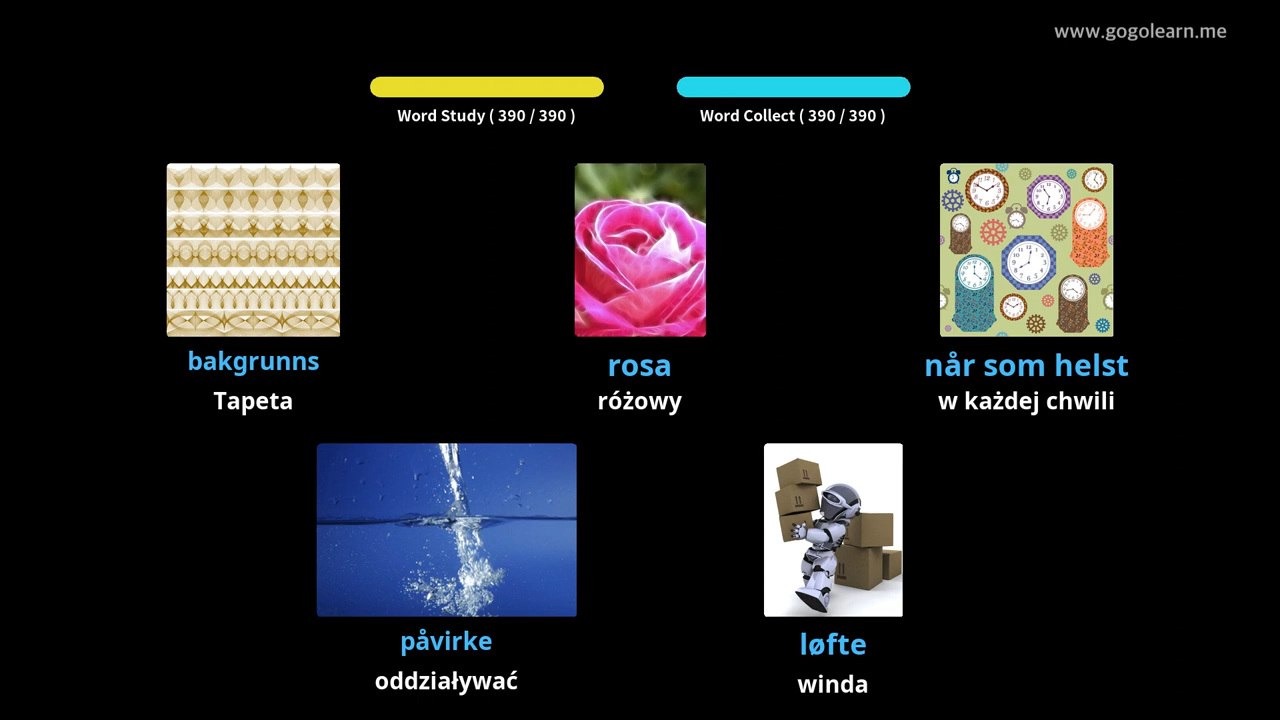 www.gogolearn.me
Word Study ( 390 / 390 )
Word Collect ( 390 / 390 )
bakgrunns
Tapeta
rosa
różowy
når som helst
w każdej chwili
påvirke
oddziaływać
løfte
winda